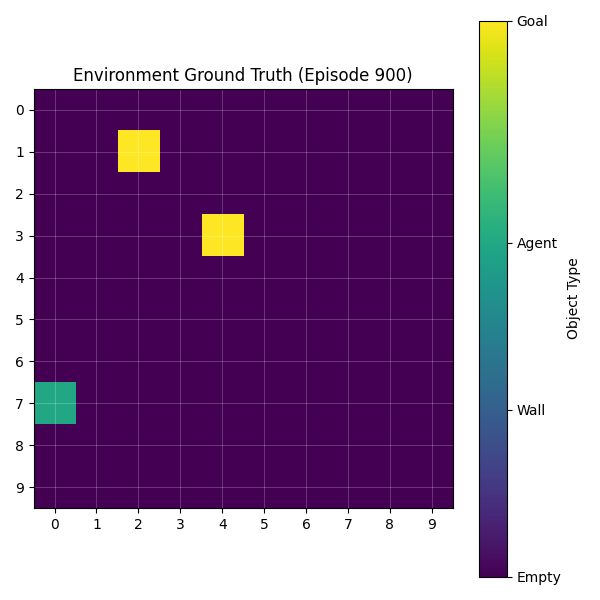 Environment Ground Truth (Episode 900)
Goal
Agent
Wall
Empty
Object Type
0
1
2
3
4
5
6
7
8
9
0 1 2 3 4 5 6 7 8 9